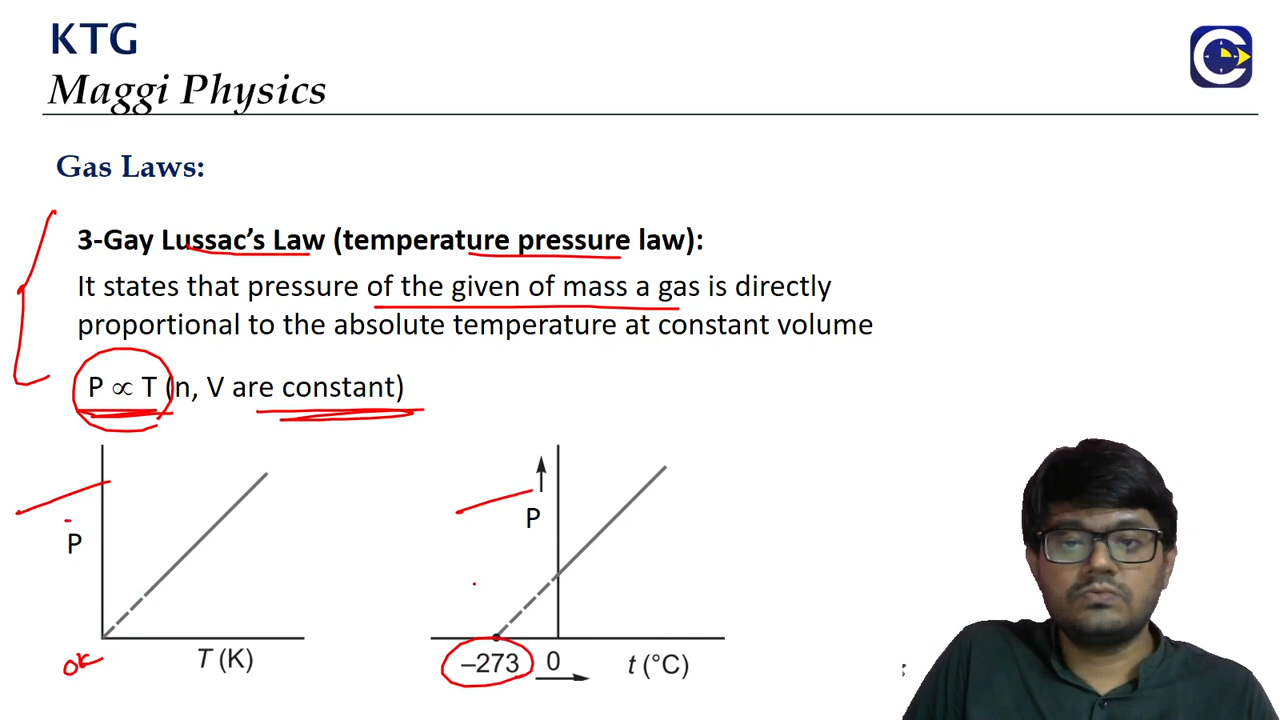 KTG
Maggi Physics
Gas Laws:
3-Gay Lussac's Law (temperature pressure law):
It states that pressure of the given of mass a gas is directly
proportional to the absolute temperature at constant volume
P ∝ T (n, V are constant)
P
0K
T (K)
P
–273
0
t (°C)